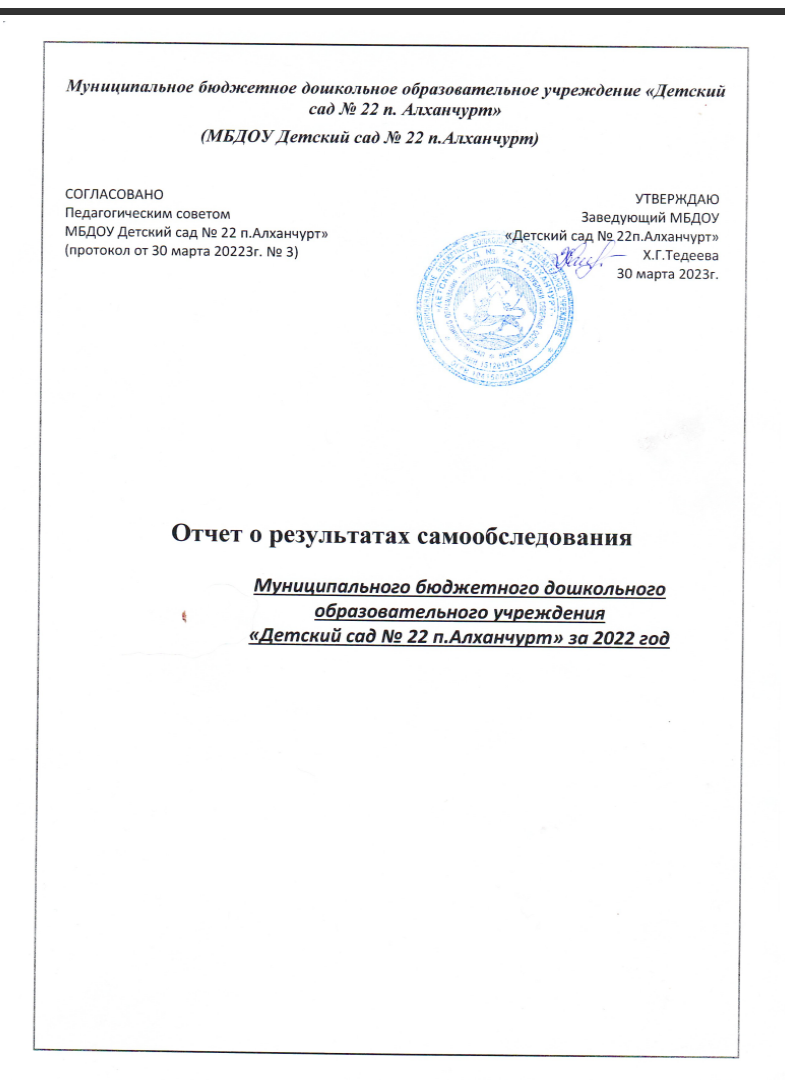 Муниципальное бюджетное дошкольное образовательное учреждение «Детский
сад № 22 п. Алханчурт»
(МБДОУ Детский сад № 22 п.Алханчурт)
СОГЛАСОВАНО
Педагогическим советом
МБДОУ Детский сад № 22 п.Алханчурт»
(протокол от 30 марта 20223г. № 3)
УТВЕРЖДАЮ
Заведующий МБДОУ
«Детский сад № 22п.Алханчурт»
Х.Г.Тедеева
30 марта 2023г.
Отчет о результатах самообследования
Муниципального бюджетного дошкольного
образовательного учреждения
«Детский сад № 22 п.Алханчурт» за 2022 год